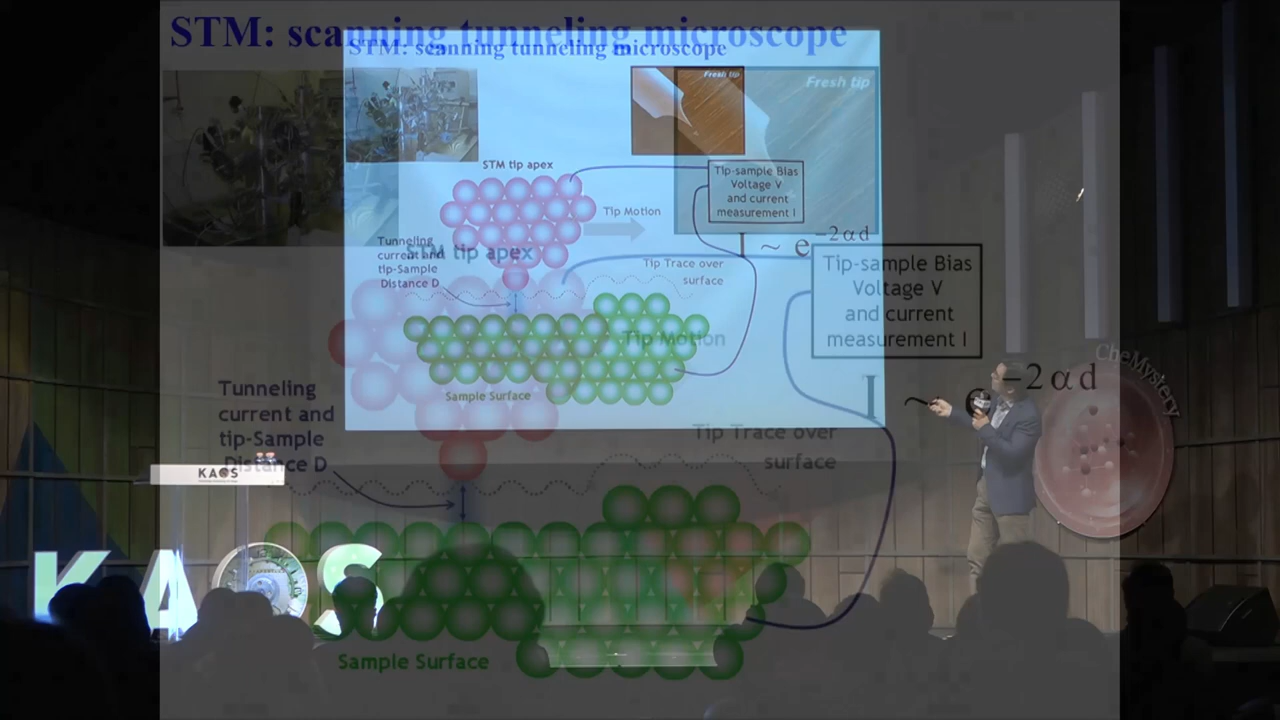 STM: scanning tunneling microscope
STM: scanning tunneling microscope
Fresh tip
Fresh tip
STM tip apex
Tip-sample Bias
Voltage V
and current
measurement I
Tip Motion
Tunneling
current and
tip-Sample
Distance D
I ~ e -2αd
Tip Trace over
surface
Sample Surface
STM tip apex
Tip-sample Bias
Voltage V
and current
measurement I
Tip Motion
I ~ e -2αd
Tunneling
current and
tip-Sample
Distance D
Tip Trace over
surface
Sample Surface
KAOS
KAOS
CheMystery